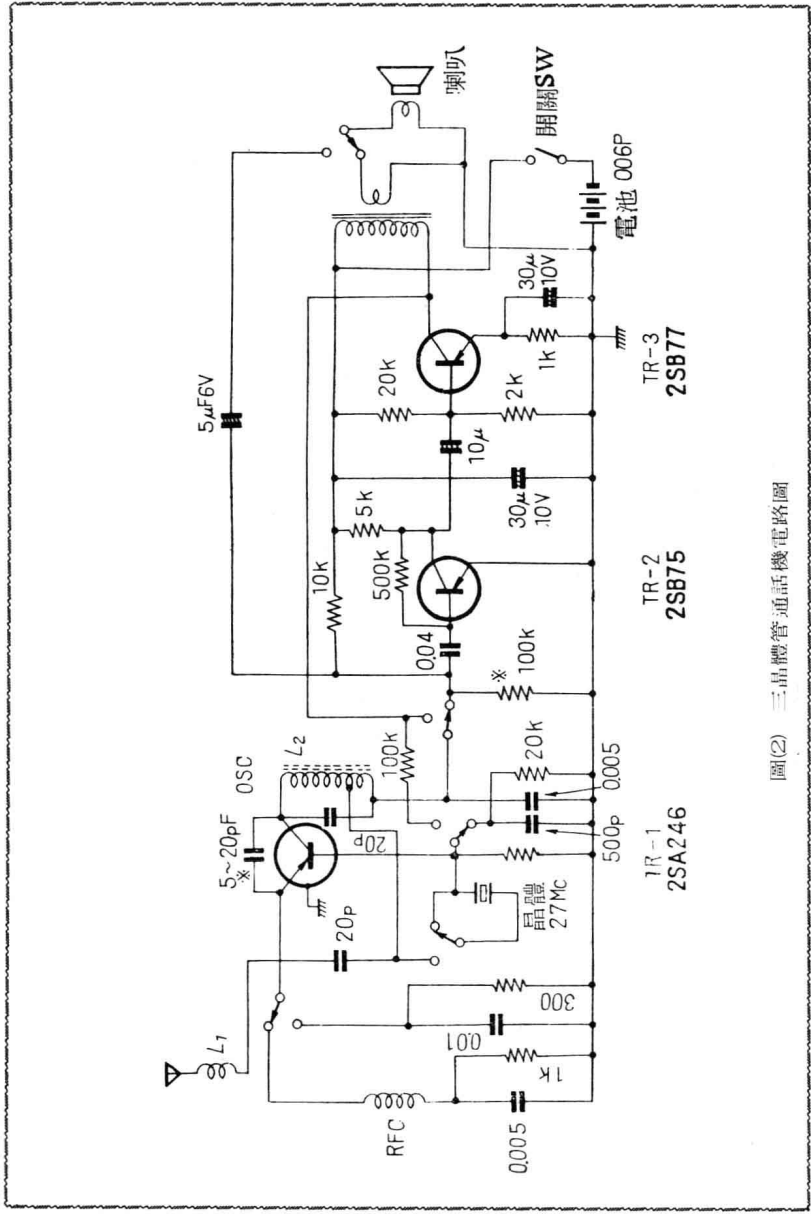 5μF6V
喇叭
開關SW
電池 006P
30μ
10V
1k
TR-3
2SB77
20k
2k
10μ
5k
500k
10k
30μ
10V
TR-2
2SB75
0.04
※
100k
OSC
L2
100k
20k
0.005
500p
5~20pF
※
20p
20p
TR-1
2SA246
晶體
27Mc
L1
300
0.01
1k
RFC
0.005
圖(2) 三晶體管通話機電路圖